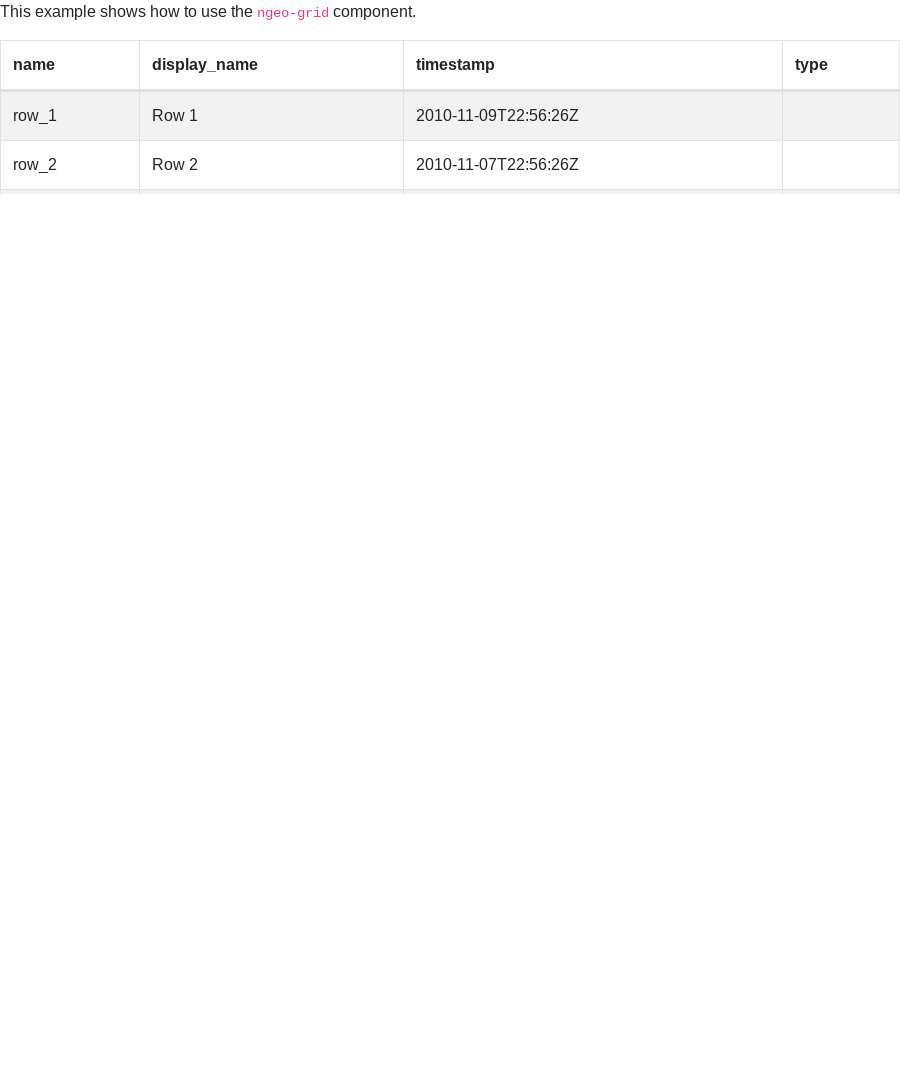 This example shows how to use the ngeo-grid component.
name display_name timestamp type
row_1 Row 1 2010-11-09T22:56:26Z
row_2 Row 2 2010-11-07T22:56:26Z